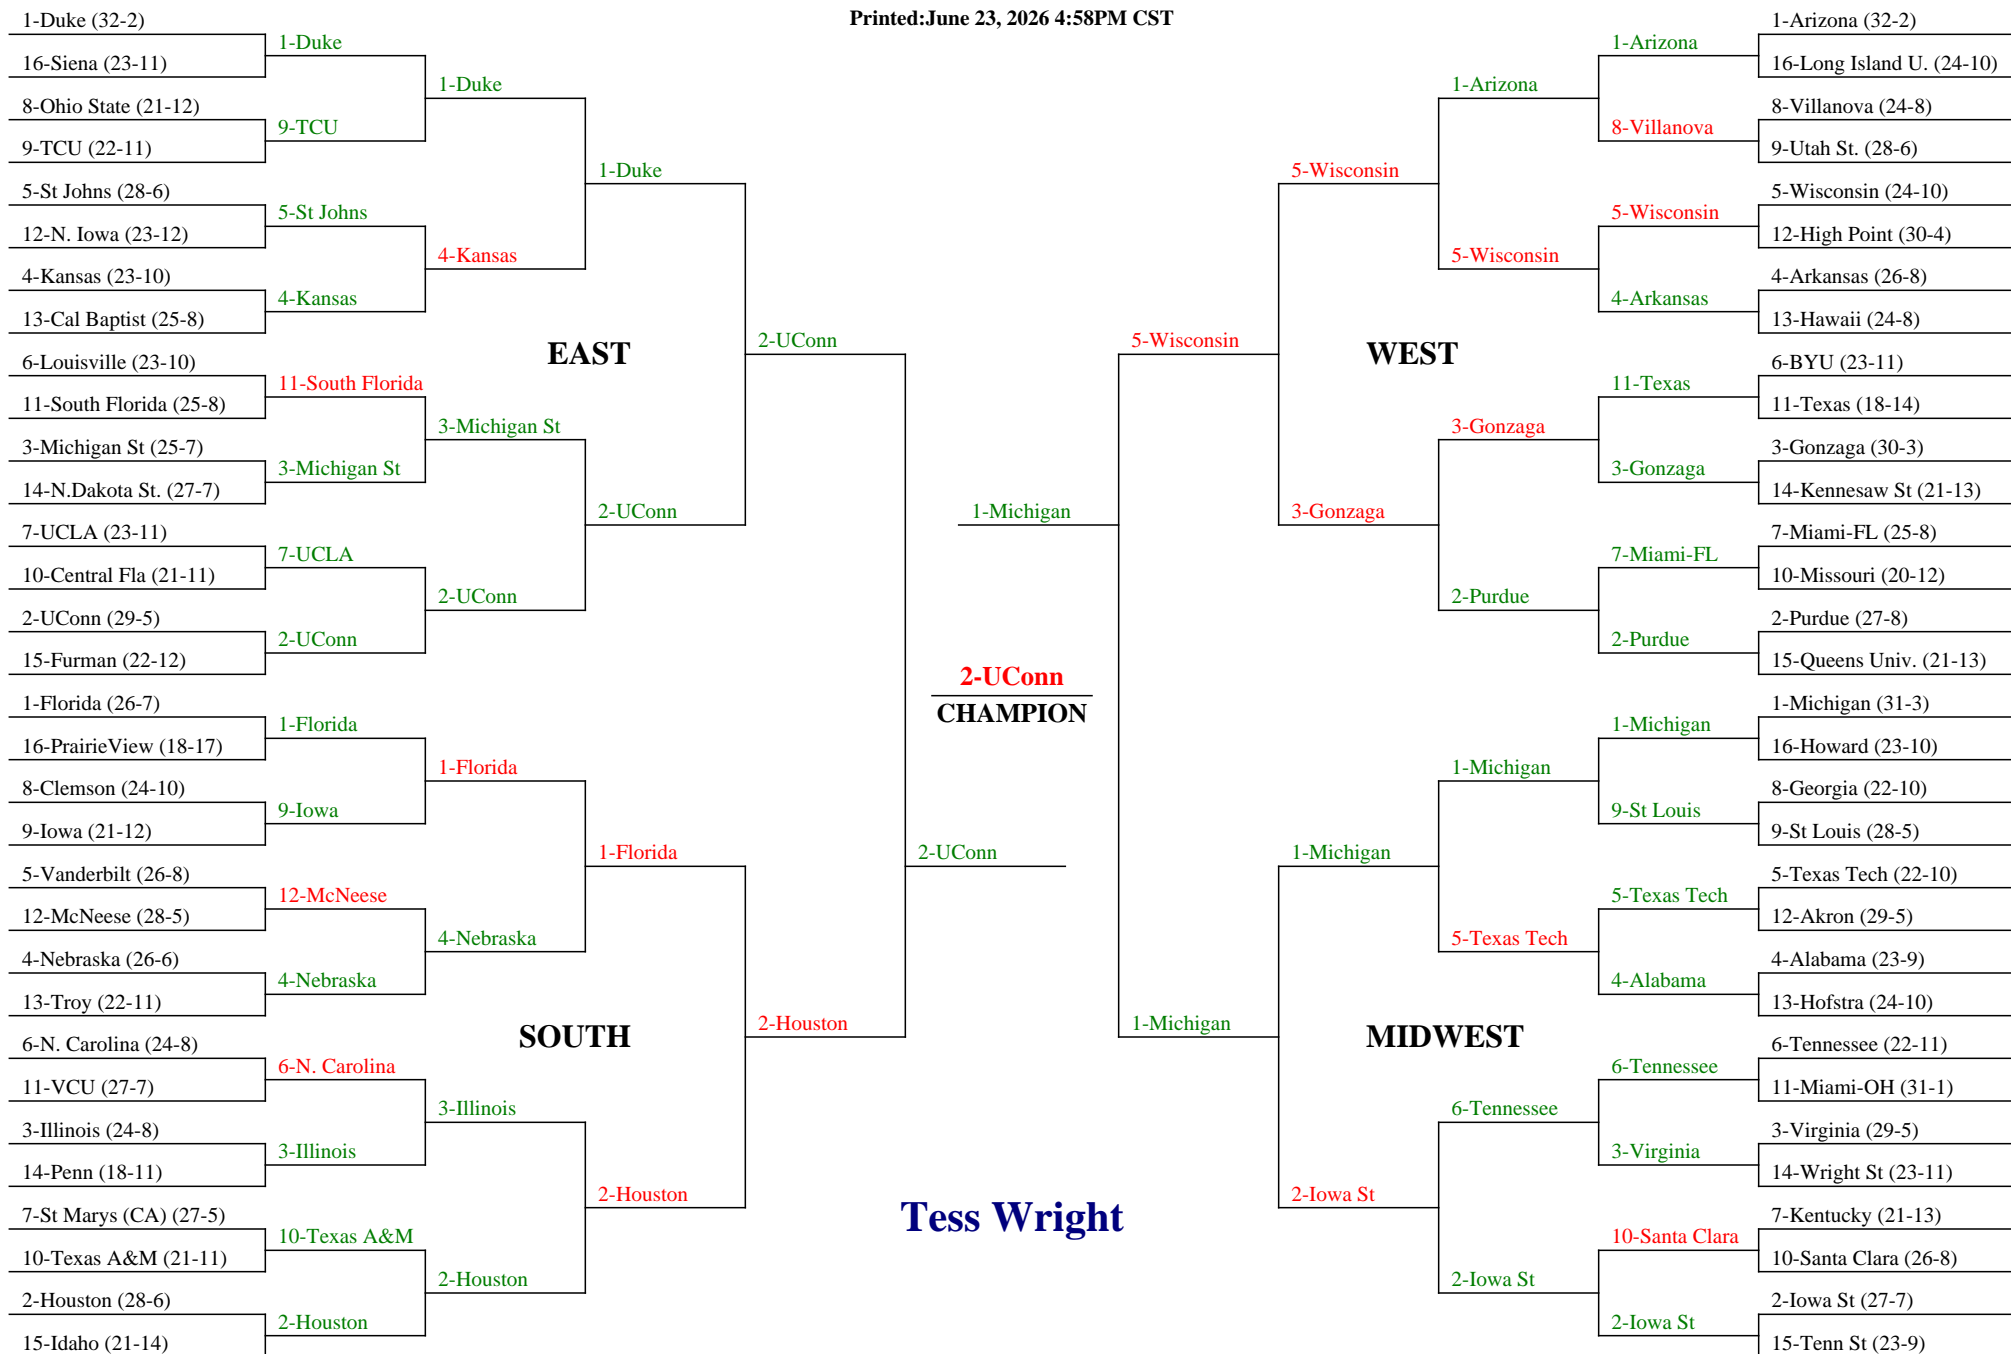 Printed:June 23, 2026 4:58PM CST
1-Duke (32-2)
16-Siena (23-11)
8-Ohio State (21-12)
9-TCU (22-11)
5-St Johns (28-6)
12-N. Iowa (23-12)
4-Kansas (23-10)
13-Cal Baptist (25-8)
6-Louisville (23-10)
11-South Florida (25-8)
3-Michigan St (25-7)
14-N.Dakota St. (27-7)
7-UCLA (23-11)
10-Central Fla (21-11)
2-UConn (29-5)
15-Furman (22-12)
1-Florida (26-7)
16-PrairieView (18-17)
8-Clemson (24-10)
9-Iowa (21-12)
5-Vanderbilt (26-8)
12-McNeese (28-5)
4-Nebraska (26-6)
13-Troy (22-11)
6-N. Carolina (24-8)
11-VCU (27-7)
3-Illinois (24-8)
14-Penn (18-11)
7-St Marys (CA) (27-5)
10-Texas A&M (21-11)
2-Houston (28-6)
15-Idaho (21-14)
1-Duke
9-TCU
5-St Johns
4-Kansas
11-South Florida
3-Michigan St
7-UCLA
2-UConn
1-Florida
9-Iowa
12-McNeese
4-Nebraska
6-N. Carolina
3-Illinois
10-Texas A&M
2-Houston
1-Duke
4-Kansas
3-Michigan St
2-UConn
1-Florida
4-Nebraska
3-Illinois
2-Houston
1-Duke
2-UConn
1-Florida
2-Houston
EAST
SOUTH
2-UConn
2-Houston
1-Michigan
2-UConn
CHAMPION
2-UConn
Tess Wright
5-Wisconsin
1-Michigan
WEST
MIDWEST
5-Wisconsin
3-Gonzaga
1-Michigan
2-Iowa St
1-Arizona
5-Wisconsin
3-Gonzaga
2-Purdue
1-Michigan
5-Texas Tech
6-Tennessee
2-Iowa St
1-Arizona
8-Villanova
5-Wisconsin
4-Arkansas
11-Texas
3-Gonzaga
7-Miami-FL
2-Purdue
1-Michigan
9-St Louis
5-Texas Tech
4-Alabama
6-Tennessee
3-Virginia
10-Santa Clara
2-Iowa St
1-Arizona (32-2)
16-Long Island U. (24-10)
8-Villanova (24-8)
9-Utah St. (28-6)
5-Wisconsin (24-10)
12-High Point (30-4)
4-Arkansas (26-8)
13-Hawaii (24-8)
6-BYU (23-11)
11-Texas (18-14)
3-Gonzaga (30-3)
14-Kennesaw St (21-13)
7-Miami-FL (25-8)
10-Missouri (20-12)
2-Purdue (27-8)
15-Queens Univ. (21-13)
1-Michigan (31-3)
16-Howard (23-10)
8-Georgia (22-10)
9-St Louis (28-5)
5-Texas Tech (22-10)
12-Akron (29-5)
4-Alabama (23-9)
13-Hofstra (24-10)
6-Tennessee (22-11)
11-Miami-OH (31-1)
3-Virginia (29-5)
14-Wright St (23-11)
7-Kentucky (21-13)
10-Santa Clara (26-8)
2-Iowa St (27-7)
15-Tenn St (23-9)